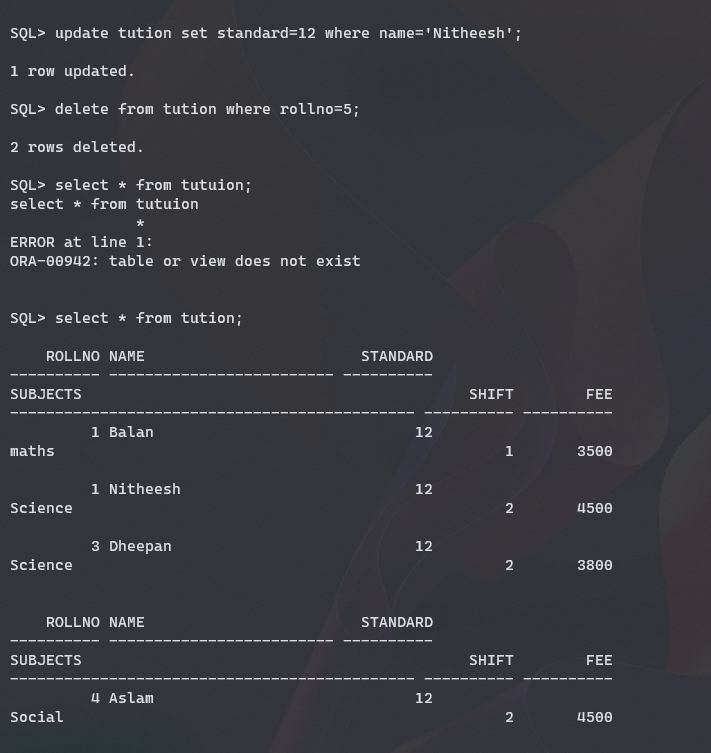 SQL> update tution set standard=12 where name='Nitheesh';
1 row updated.
SQL> delete from tution where rollno=5;
2 rows deleted.
SQL> select * from tutuion;
select * from tutuion
              *
ERROR at line 1:
ORA-00942: table or view does not exist
SQL> select * from tution;
    ROLLNO NAME                        STANDARD
---------- ------------------------- ----------
SUBJECTS                                           SHIFT        FEE
--------------------------------------------- ---------- ----------
         1 Balan                             12
maths                                                  1       3500
         1 Nitheesh                          12
Science                                                2       4500
         3 Dheepan                           12
Science                                                2       3800
    ROLLNO NAME                        STANDARD
---------- ------------------------- ----------
SUBJECTS                                           SHIFT        FEE
--------------------------------------------- ---------- ----------
         4 Aslam                             12
Social                                                 2       4500